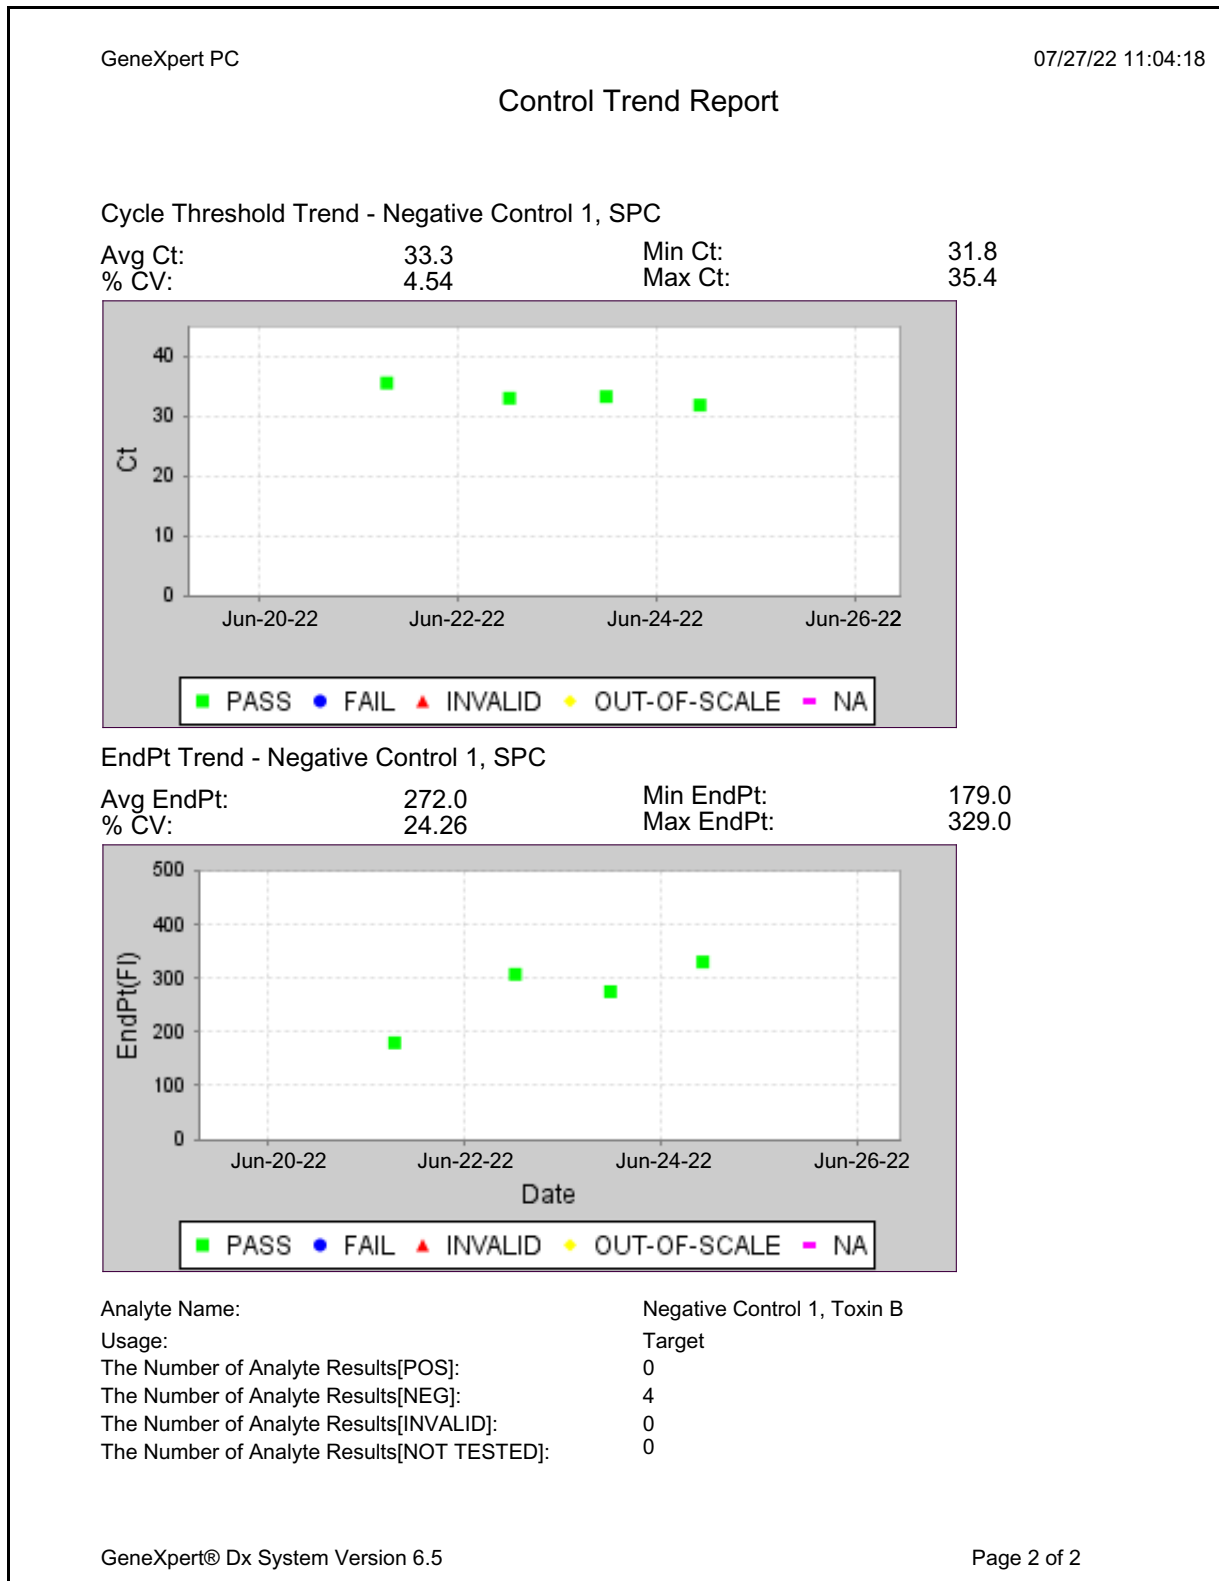 GeneXpert PC 07/27/22 11:04:18
Control Trend Report
Cycle Threshold Trend - Negative Control 1, SPC
Avg Ct: 33.3 Min Ct: 31.8
% CV: 4.54 Max Ct: 35.4
40
30
20
10
0
Ct
Jun-20-22 Jun-22-22 Jun-24-22 Jun-26-22
PASS FAIL INVALID OUT-OF-SCALE NA
EndPt Trend - Negative Control 1, SPC
Avg EndPt: 272.0 Min EndPt: 179.0
% CV: 24.26 Max EndPt: 329.0
500
400
300
200
100
0
EndPt(Fl)
Jun-20-22 Jun-22-22 Jun-24-22 Jun-26-22
Date
PASS FAIL INVALID OUT-OF-SCALE NA
Analyte Name: Negative Control 1, Toxin B
Usage: Target
The Number of Analyte Results[POS]: 0
The Number of Analyte Results[NEG]: 4
The Number of Analyte Results[INVALID]: 0
The Number of Analyte Results[NOT TESTED]: 0
GeneXpert® Dx System Version 6.5 Page 2 of 2